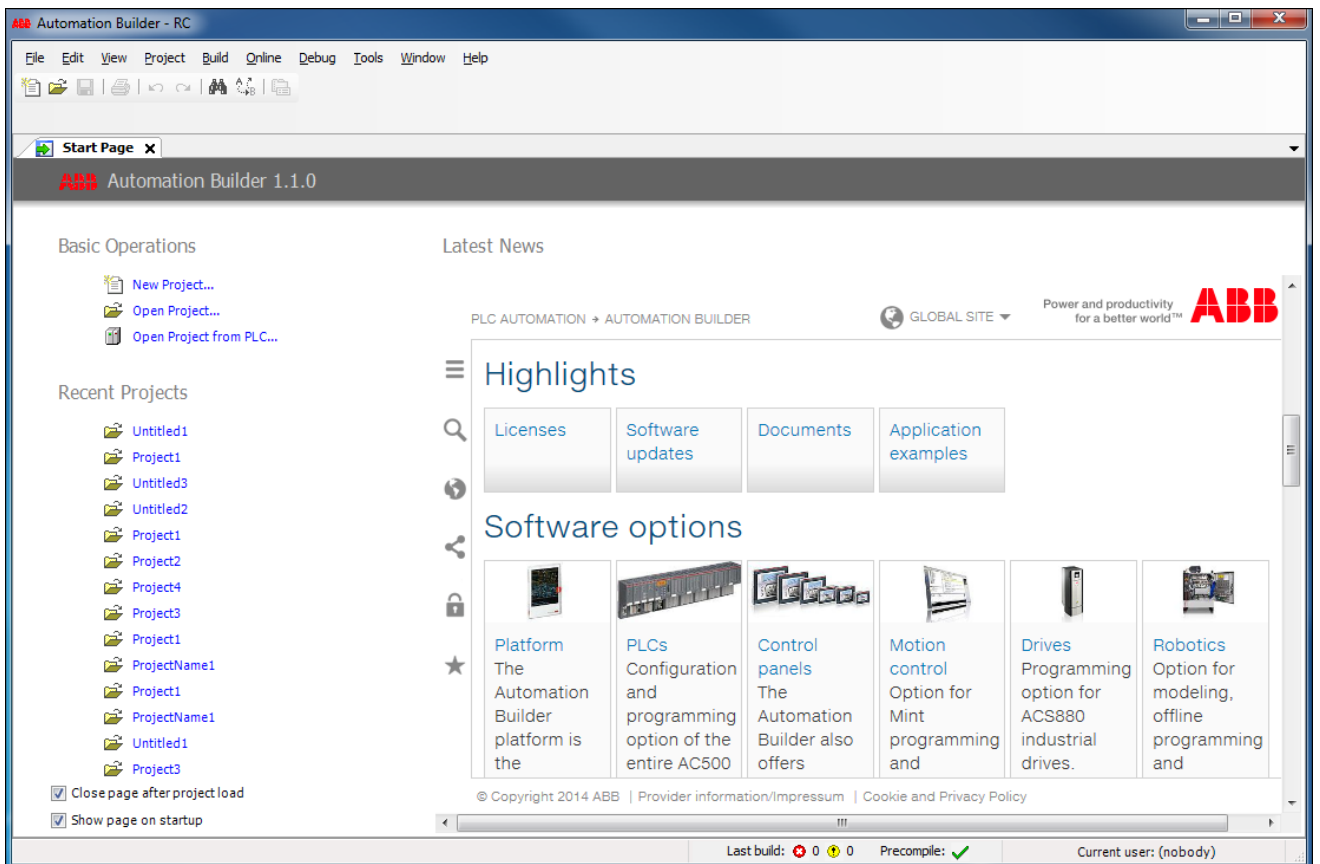 ABB Automation Builder - RC
File Edit View Project Build Online Debug Tools Window Help
Start Page
ABB Automation Builder 1.1.0
Basic Operations
New Project...
Open Project...
Open Project from PLC...
Recent Projects
Untitled1
Project1
Untitled3
Untitled2
Project1
Project2
Project4
Project3
Project1
ProjectName1
Project1
ProjectName1
Untitled1
Project3
Close page after project load
Show page on startup
Latest News
PLC AUTOMATION → AUTOMATION BUILDER
GLOBAL SITE
Power and productivity
for a better world™
ABB
Highlights
Licenses
Software
updates
Documents
Application
examples
Software options
Platform
The
Automation
Builder
platform is
the
PLCs
Configuration
and
programming
option of the
entire AC500
Control
panels
The
Automation
Builder also
offers
Motion
control
Option for
Mint
programming
and
Drives
Programming
option for
ACS880
industrial
drives.
Robotics
Option for
modeling,
offline
programming
and
© Copyright 2014 ABB | Provider information/Impressum | Cookie and Privacy Policy
Last build: 0 0 Precompile: Current user: (nobody)